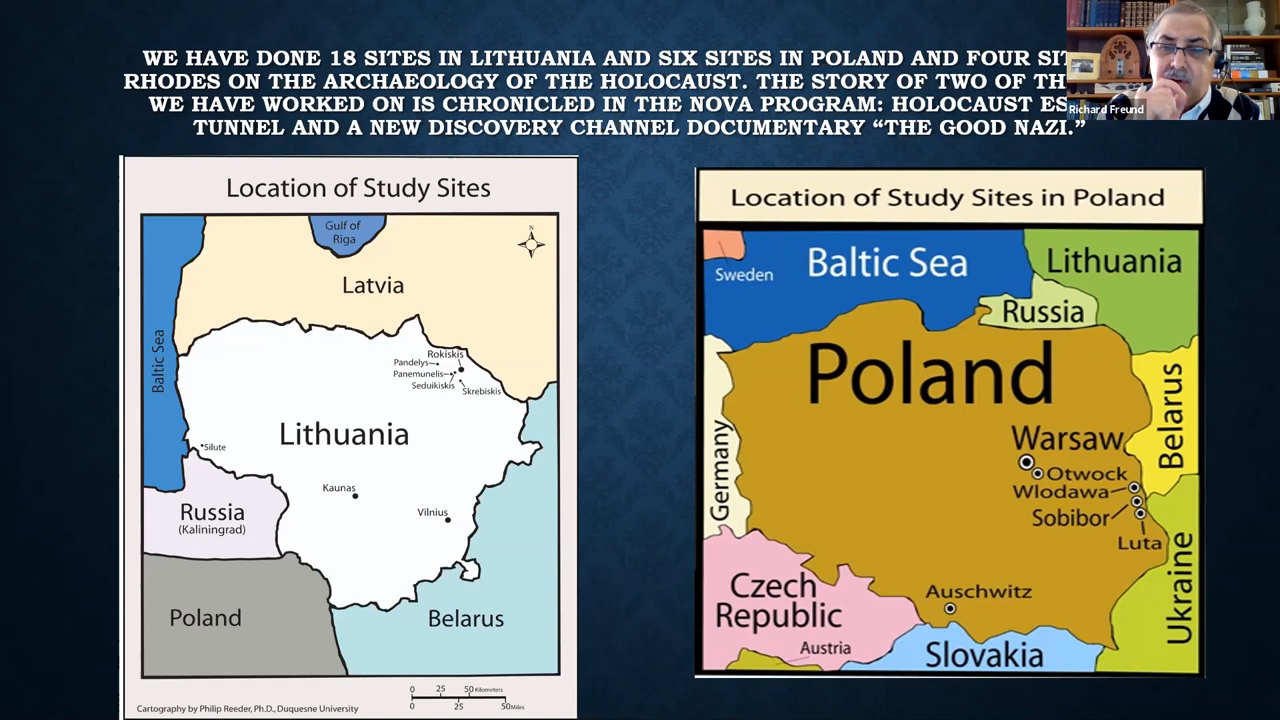 WE HAVE DONE 18 SITES IN LITHUANIA AND SIX SITES IN POLAND AND FOUR
RHODES ON THE ARCHAEOLOGY OF THE HOLOCAUST. THE STORY OF TWO OF
WE HAVE WORKED ON IS CHRONICLED IN THE NOVA PROGRAM: HOLOCAUST
TUNNEL AND A NEW DISCOVERY CHANNEL DOCUMENTARY “THE GOOD NAZI.”
Richard Freund
Location of Study Sites
Gulf of
Riga
N
Latvia
Baltic Sea
Rokiskis
Pandelys
Panemunelis
Seduikiskis
Skrebiskis
Lithuania
Silute
Kaunas
Vilnius
Russia
(Kaliningrad)
Poland
Belarus
0 25 50 Kilometers
0 25 50 Miles
Cartography by Philip Reeder, Ph.D., Duquesne University
Location of Study Sites in Poland
Sweden
Baltic Sea
Lithuania
Russia
Poland
Belarus
Germany
Warsaw
Otwock
Wlodawa
Sobibor
Luta
Ukraine
Czech
Republic
Auschwitz
Austria
Slovakia